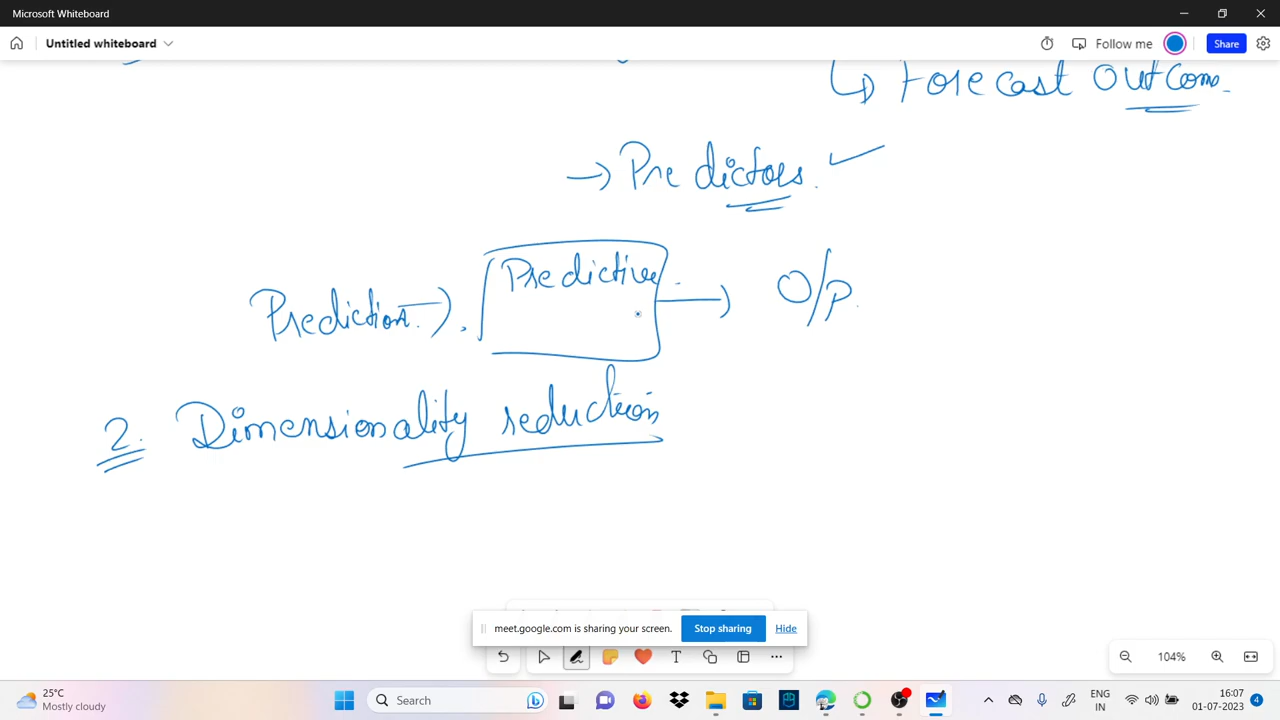 Microsoft Whiteboard
Untitled whiteboard
Follow me
Share
↳ Forecast outcome.
→ Predictors. ✓
Prediction → Predictive → O/P.
2. Dimensionality reduction
meet.google.com is sharing your screen. Stop sharing Hide
104%
25°C
Mostly cloudy
Search
ENG
IN
16:07
01-07-2023
4